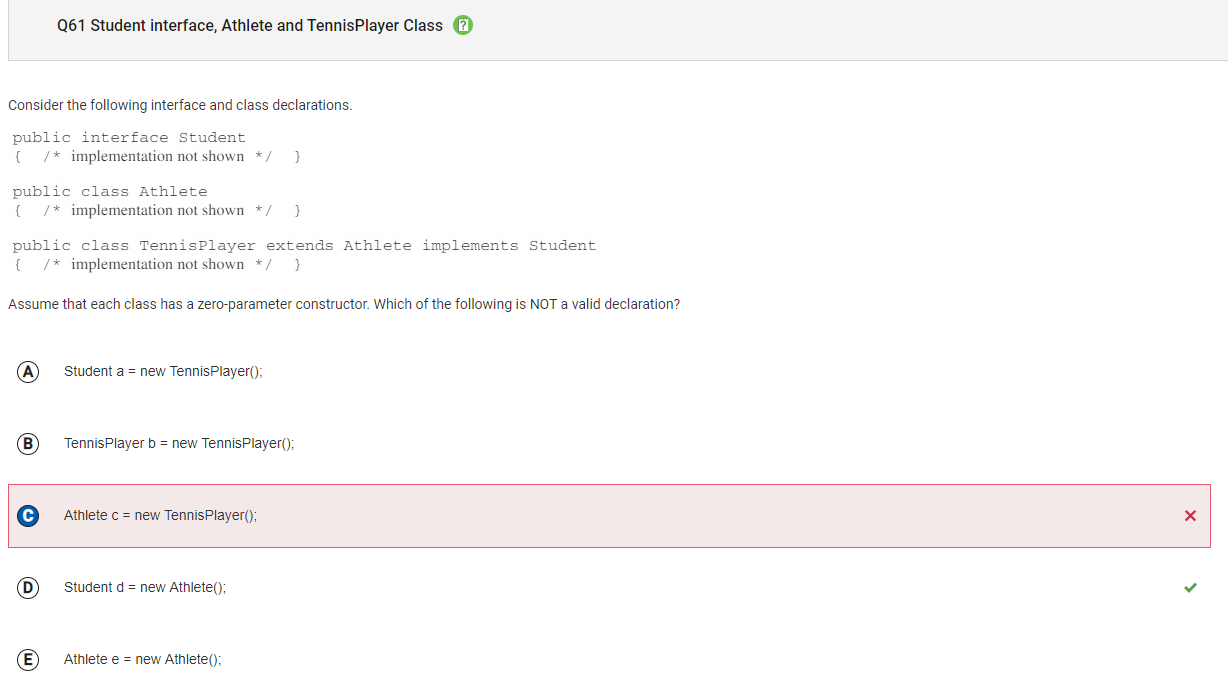 Q61 Student interface, Athlete and TennisPlayer Class ?
Consider the following interface and class declarations.
public interface Student
{ /* implementation not shown */ }
public class Athlete
{ /* implementation not shown */ }
public class TennisPlayer extends Athlete implements Student
{ /* implementation not shown */ }
Assume that each class has a zero-parameter constructor. Which of the following is NOT a valid declaration?
A Student a = new TennisPlayer();
B TennisPlayer b = new TennisPlayer();
C Athlete c = new TennisPlayer();
D Student d = new Athlete();
E Athlete e = new Athlete();